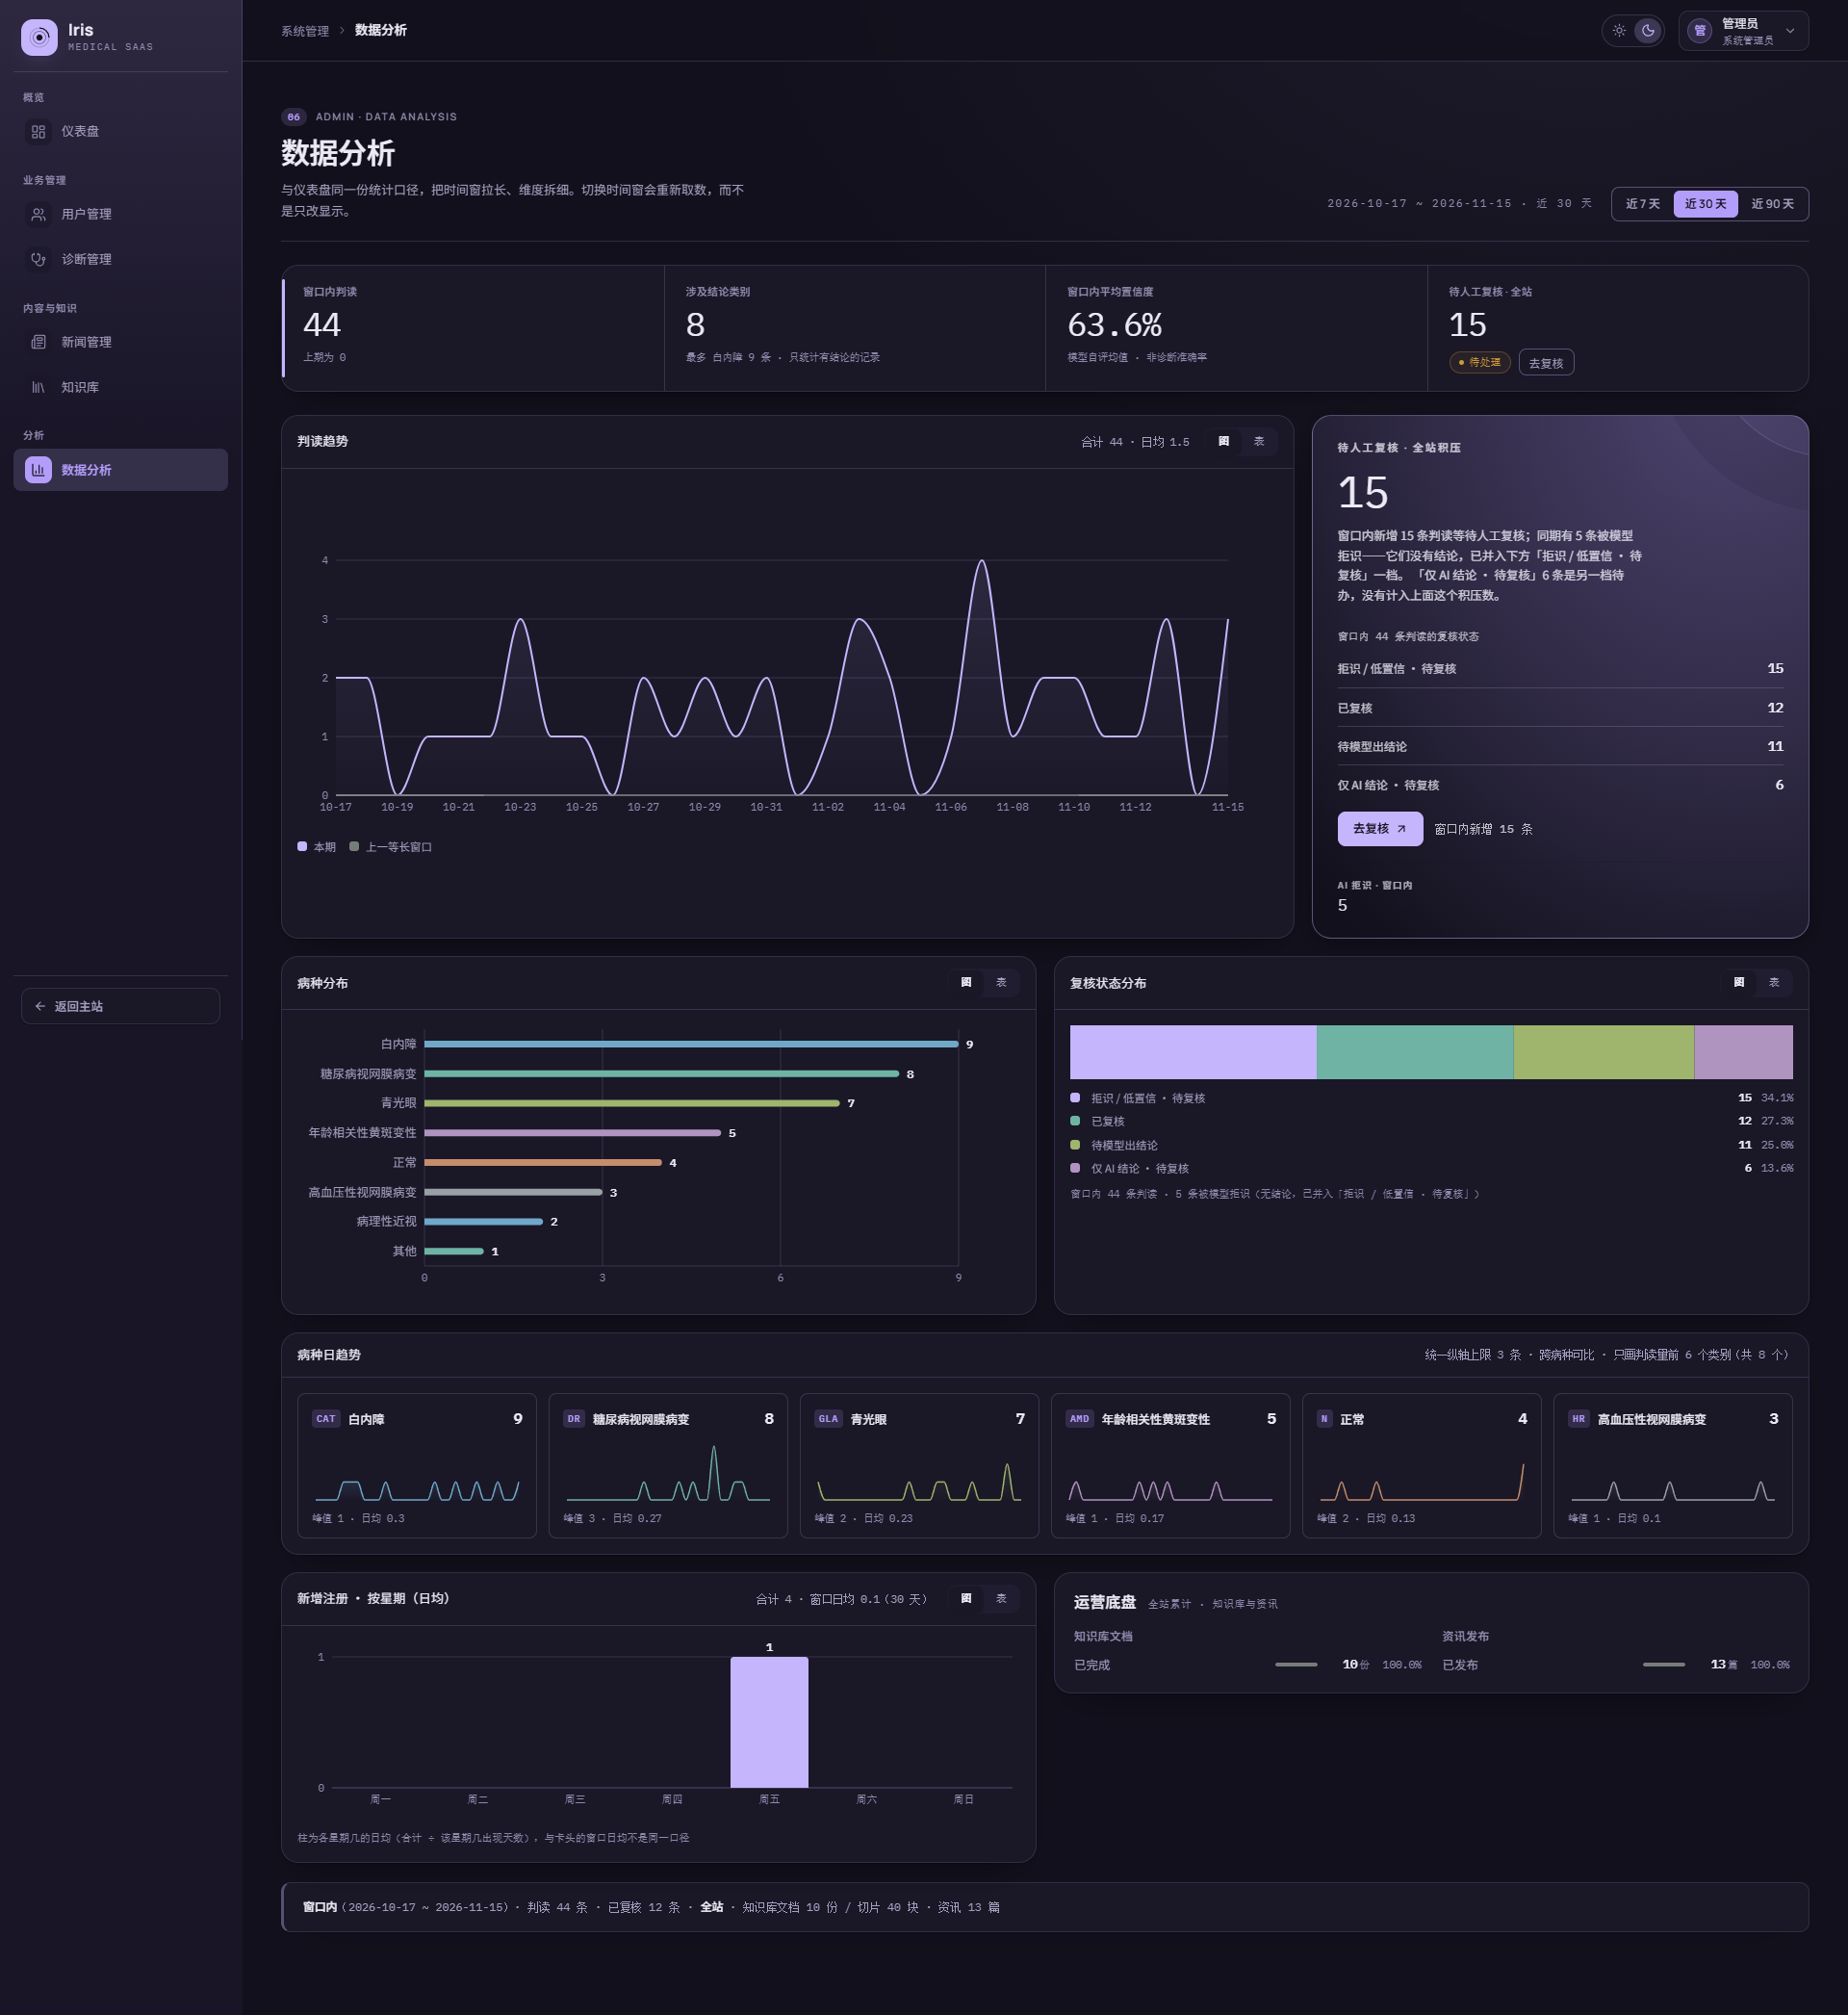 Iris
MEDICAL SAAS
概览
仪表盘
业务管理
用户管理
诊断管理
内容与知识
新闻管理
知识库
分析
数据分析
返回主站
系统管理
数据分析
管
管理员
系统管理员
06 ADMIN · DATA ANALYSIS
数据分析
与仪表盘同一份统计口径，把时间窗拉长、维度拆细。切换时间窗会重新取数，而不
是只改显示。
2026-10-17 ~ 2026-11-15 · 近 30 天
近 7 天 近 30 天 近 90 天
窗口内判读
44
上期为 0
涉及结论类别
8
最多 白内障 9 条 · 只统计有结论的记录
窗口内平均置信度
63.6%
模型自评均值 · 非诊断准确率
待人工复核 · 全站
15
待处理 去复核
判读趋势
合计 44 · 日均 1.5 图 表
4
3
2
1
0
10-17 10-19 10-21 10-23 10-25 10-27 10-29 10-31 11-02 11-04 11-06 11-08 11-10 11-12 11-15
本期 上一等长窗口
待人工复核 · 全站积压
15
窗口内新增 15 条判读等待人工复核；同期有 5 条被模型
拒识——它们没有结论，已并入下方「拒识 / 低置信 · 待
复核」一档。「仅 AI 结论 · 待复核」6 条是另一档待
办，没有计入上面这个积压数。
窗口内 44 条判读的复核状态
拒识 / 低置信 · 待复核 15
已复核 12
待模型出结论 11
仅 AI 结论 · 待复核 6
去复核 窗口内新增 15 条
AI 拒识 · 窗口内
5
病种分布
图 表
白内障 9
糖尿病视网膜病变 8
青光眼 7
年龄相关性黄斑变性 5
正常 4
高血压性视网膜病变 3
病理性近视 2
其他 1
0 3 6 9
复核状态分布
图 表
拒识 / 低置信 · 待复核 15 34.1%
已复核 12 27.3%
待模型出结论 11 25.0%
仅 AI 结论 · 待复核 6 13.6%
窗口内 44 条判读 · 5 条被模型拒识（无结论，已并入「拒识 / 低置信 · 待复核」）
病种日趋势
统一纵轴上限 3 条 · 跨病种可比 · 只画判读量前 6 个类别（共 8 个）
CAT 白内障 9
峰值 1 · 日均 0.3
DR 糖尿病视网膜病变 8
峰值 3 · 日均 0.27
GLA 青光眼 7
峰值 2 · 日均 0.23
AMD 年龄相关性黄斑变性 5
峰值 1 · 日均 0.17
N 正常 4
峰值 2 · 日均 0.13
HR 高血压性视网膜病变 3
峰值 1 · 日均 0.1
新增注册 · 按星期（日均）
合计 4 · 窗口日均 0.1（30 天） 图 表
1
1
0
周一 周二 周三 周四 周五 周六 周日
柱为各星期几的日均（合计 ÷ 该星期几出现天数），与卡头的窗口日均不是同一口径
运营底盘 全站累计 · 知识库与资讯
知识库文档
已完成 10 份 100.0%
资讯发布
已发布 13 篇 100.0%
窗口内（2026-10-17 ~ 2026-11-15）· 判读 44 条 · 已复核 12 条 · 全站 · 知识库文档 10 份 / 切片 40 块 · 资讯 13 篇